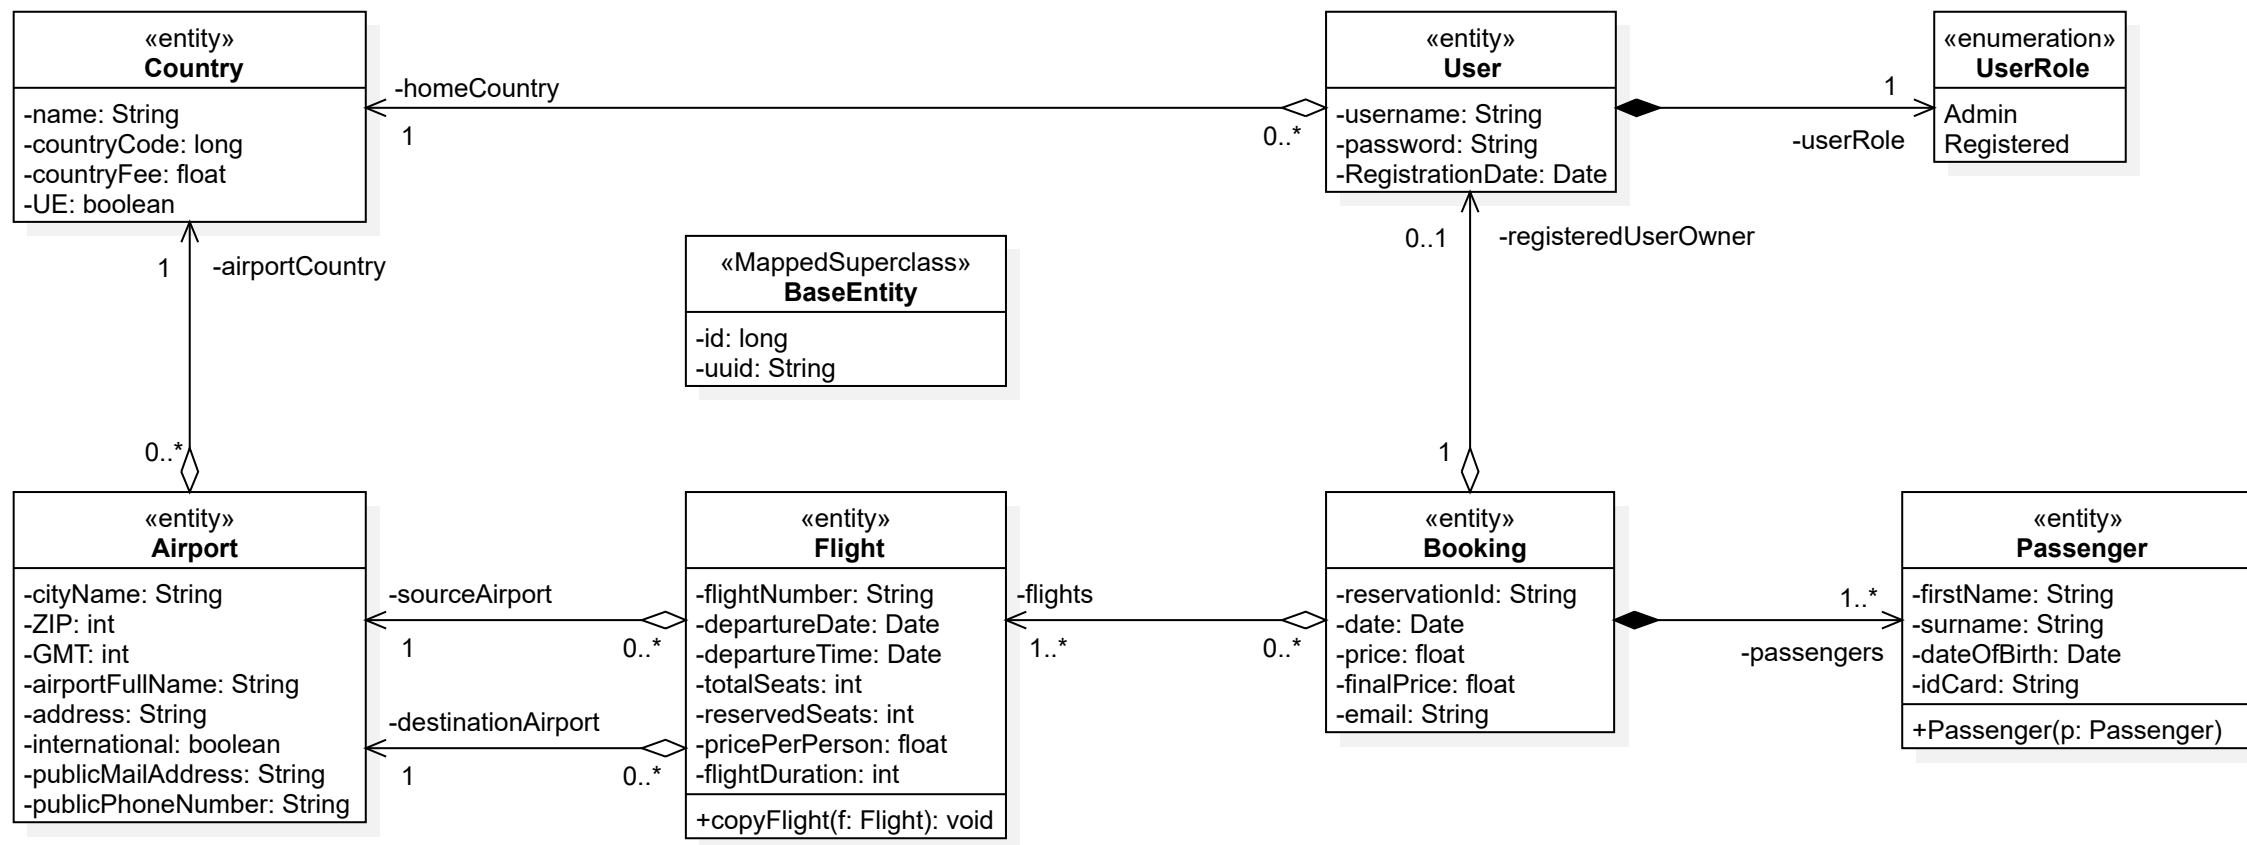 «entity»
Country
-name: String
-countryCode: long
-countryFee: float
-UE: boolean
-homeCountry
1
0..*
«entity»
User
-username: String
-password: String
-RegistrationDate: Date
1
-userRole
«enumeration»
UserRole
Admin
Registered
1
-airportCountry
0..*
«MappedSuperclass»
BaseEntity
-id: long
-uuid: String
0..1
-registeredUserOwner
1
«entity»
Airport
-cityName: String
-ZIP: int
-GMT: int
-airportFullName: String
-address: String
-international: boolean
-publicMailAddress: String
-publicPhoneNumber: String
-sourceAirport
1
0..*
-destinationAirport
1
0..*
«entity»
Flight
-flightNumber: String
-departureDate: Date
-departureTime: Date
-totalSeats: int
-reservedSeats: int
-pricePerPerson: float
-flightDuration: int
+copyFlight(f: Flight): void
-flights
1..*
0..*
«entity»
Booking
-reservationId: String
-date: Date
-price: float
-finalPrice: float
-email: String
1..*
-passengers
«entity»
Passenger
-firstName: String
-surname: String
-dateOfBirth: Date
-idCard: String
+Passenger(p: Passenger)